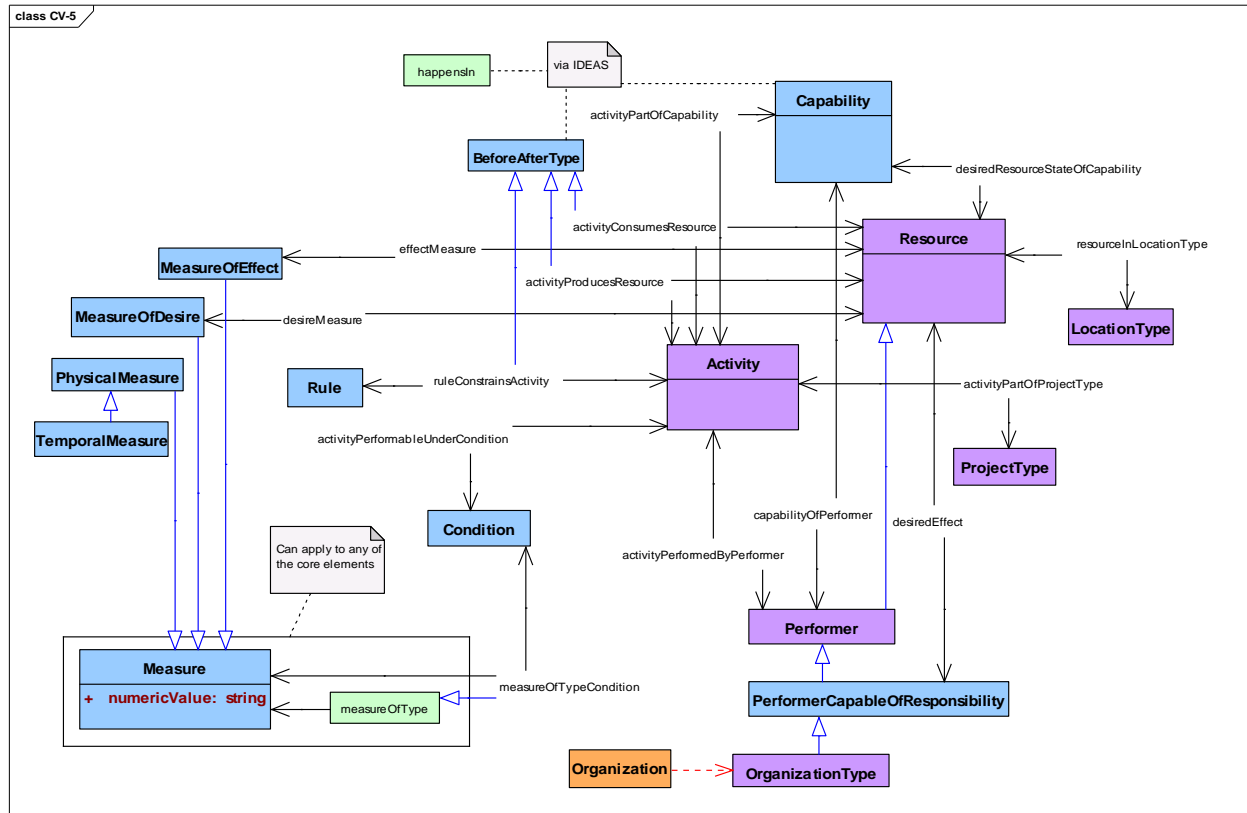 class CV-5
via IDEAS
happensIn
Capability
activityPartOfCapability
BeforeAfterType
desiredResourceStateOfCapability
activityConsumesResource
Resource
resourceInLocationType
effectMeasure
MeasureOfEffect
activityProducesResource
MeasureOfDesire
desireMeasure
LocationType
PhysicalMeasure
Activity
Rule
ruleConstrainsActivity
activityPartOfProjectType
TemporalMeasure
activityPerformableUnderCondition
ProjectType
Condition
capabilityOfPerformer
desiredEffect
Can apply to any of
the core elements
activityPerformedByPerformer
Performer
Measure
measureOfTypeCondition
+ numericValue: string
measureOfType
PerformerCapableOfResponsibility
Organization
OrganizationType